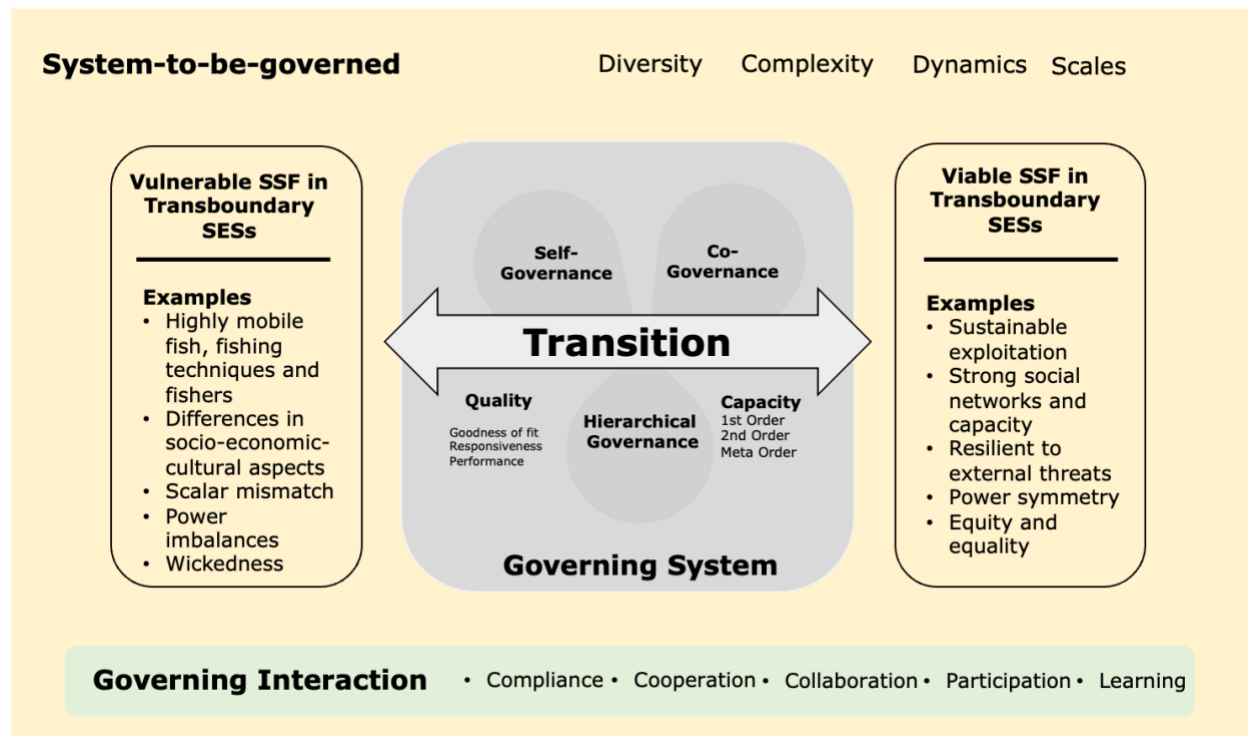 System-to-be-governed
Diversity Complexity Dynamics Scales
Vulnerable SSF in
Transboundary
SESs
Examples
• Highly mobile
fish, fishing
techniques and
fishers
• Differences in
socio-economic-
cultural aspects
• Scalar mismatch
• Power
imbalances
• Wickedness
Self-
Governance
Co-
Governance
Transition
Quality
Goodness of fit
Responsiveness
Performance
Hierarchical
Governance
Capacity
1st Order
2nd Order
Meta Order
Governing System
Viable SSF in
Transboundary
SESs
Examples
• Sustainable
exploitation
• Strong social
networks and
capacity
• Resilient to
external threats
• Power symmetry
• Equity and
equality
Governing Interaction • Compliance • Cooperation • Collaboration • Participation • Learning